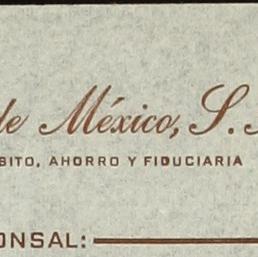 de México, S.
BITO, AHORRO Y FIDUCIARIA
ONSAL: